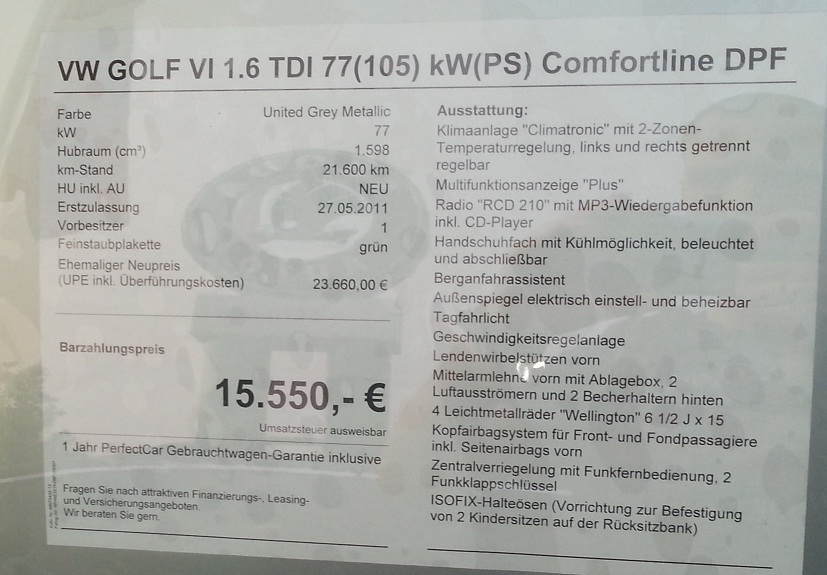 VW GOLF VI 1.6 TDI 77(105) kW(PS) Comfortline DPF
Farbe United Grey Metallic
kW 77
Hubraum (cm³) 1.598
km-Stand 21.600 km
HU inkl. AU NEU
Erstzulassung 27.05.2011
Vorbesitzer 1
Feinstaubplakette grün
Ehemaliger Neupreis
(UPE inkl. Überführungskosten) 23.660,00 €
Barzahlungspreis
15.550,- €
Umsatzsteuer ausweisbar
1 Jahr PerfectCar Gebrauchtwagen-Garantie inklusive
Fragen Sie nach attraktiven Finanzierungs-, Leasing-
und Versicherungsangeboten.
Wir beraten Sie gern.
Ausstattung:
Klimaanlage "Climatronic" mit 2-Zonen-
Temperaturregelung, links und rechts getrennt
regelbar
Multifunktionsanzeige "Plus"
Radio "RCD 210" mit MP3-Wiedergabefunktion
inkl. CD-Player
Handschuhfach mit Kühlmöglichkeit, beleuchtet
und abschließbar
Berganfahrassistent
Außenspiegel elektrisch einstell- und beheizbar
Tagfahrlicht
Geschwindigkeitsregelanlage
Lendenwirbelstützen vorn
Mittelarmlehne vorn mit Ablagebox, 2
Luftausströmern und 2 Becherhaltern hinten
4 Leichtmetallräder "Wellington" 6 1/2 J x 15
Kopfairbagsystem für Front- und Fondpassagiere
inkl. Seitenairbags vorn
Zentralverriegelung mit Funkfernbedienung, 2
Funkklappschlüssel
ISOFIX-Halteösen (Vorrichtung zur Befestigung
von 2 Kindersitzen auf der Rücksitzbank)